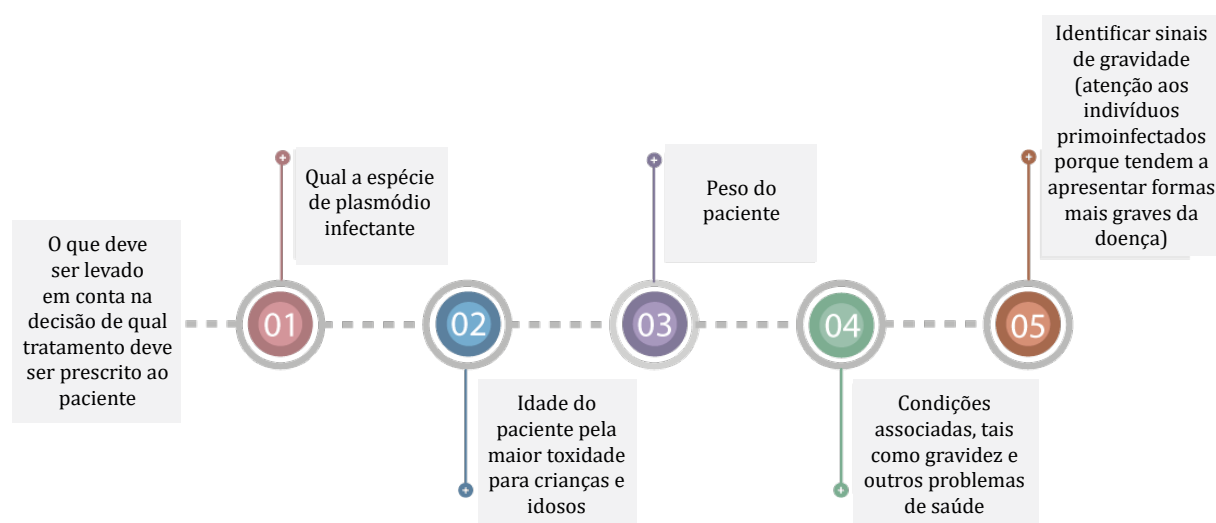 O que deve
ser levado
em conta na
decisão de qual
tratamento deve
ser prescrito ao
paciente
01
Qual a espécie
de plasmódio
infectante
02
Idade do
paciente pela
maior toxidade
para crianças e
idosos
03
Peso do
paciente
04
Condições
associadas, tais
como gravidez e
outros problemas
de saúde
05
Identificar sinais
de gravidade
(atenção aos
indivíduos
primoinfectados
porque tendem a
apresentar formas
mais graves da
doença)